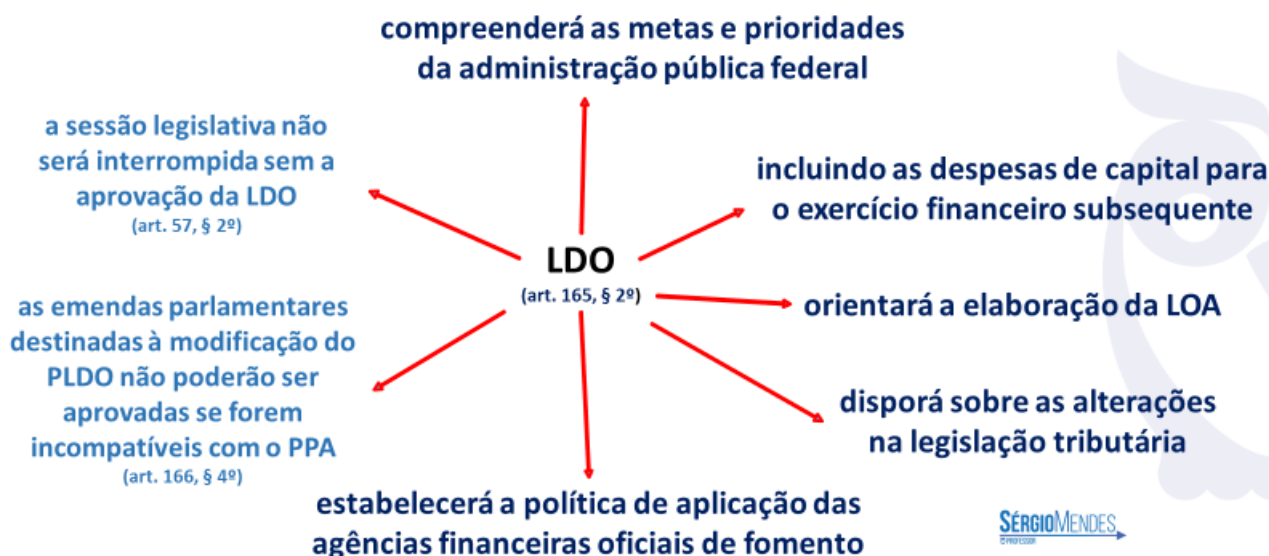 compreenderá as metas e prioridades
da administração pública federal
a sessão legislativa não
será interrompida sem a
aprovação da LDO
(art. 57, § 2º)
incluindo as despesas de capital para
o exercício financeiro subsequente
LDO
(art. 165, § 2º)
orientará a elaboração da LOA
as emendas parlamentares
destinadas à modificação do
PLDO não poderão ser
aprovadas se forem
incompatíveis com o PPA
(art. 166, § 4º)
disporá sobre as alterações
na legislação tributária
estabelecerá a política de aplicação das
agências financeiras oficiais de fomento
SÉRGIOMENDES
PROFESSOR